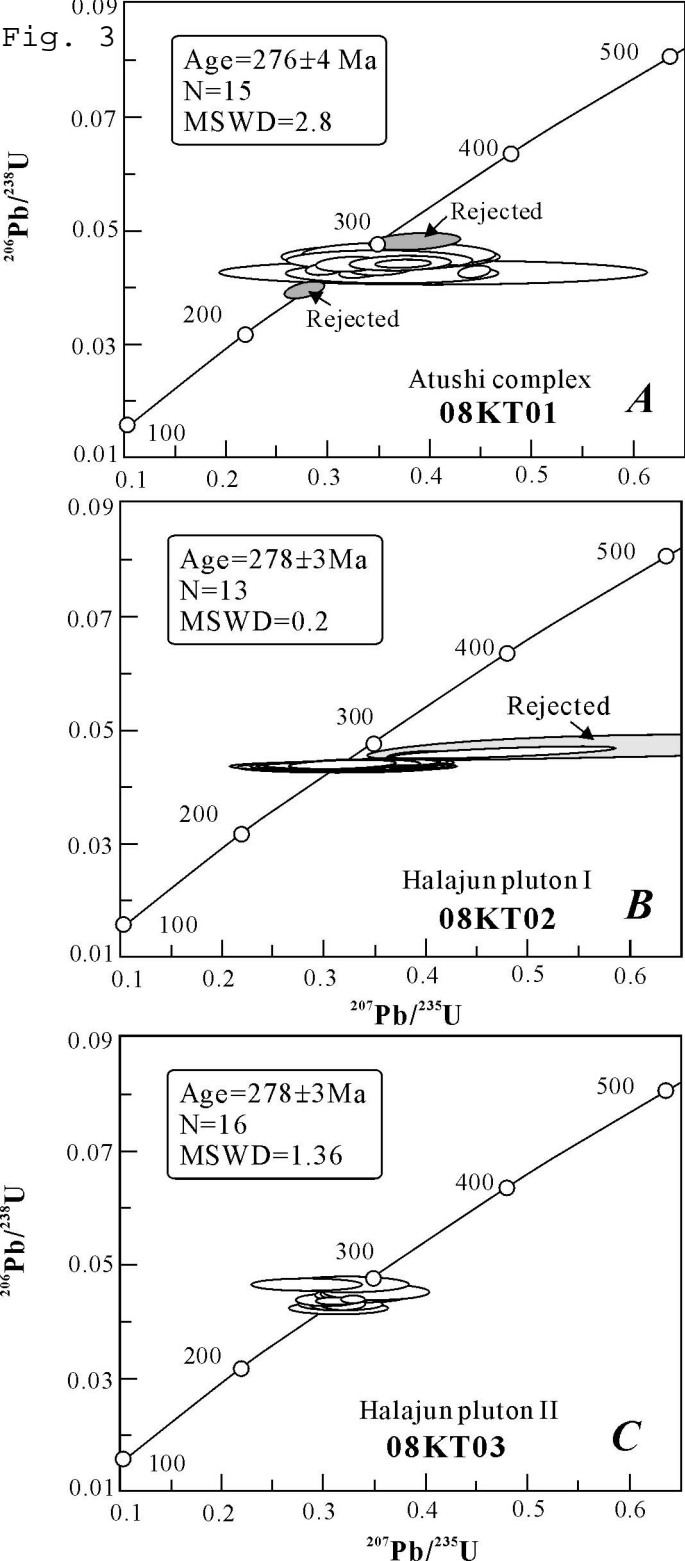 Fig. 3
0.09
0.07
0.05
0.03
0.01
²⁰⁶Pb/²³⁸U
Age=276±4 Ma
N=15
MSWD=2.8
500
400
300
200
100
Rejected
Rejected
Atushi complex
08KT01
A
0.1 0.2 0.3 0.4 0.5 0.6
0.09
0.07
0.05
0.03
0.01
Age=278±3Ma
N=13
MSWD=0.2
500
400
300
200
100
Rejected
Halajun pluton I
08KT02
B
0.1 0.2 0.3 0.4 0.5 0.6
²⁰⁷Pb/²³⁵U
0.09
0.07
0.05
0.03
0.01
²⁰⁶Pb/²³⁸U
Age=278±3Ma
N=16
MSWD=1.36
500
400
300
200
100
Halajun pluton II
08KT03
C
0.1 0.2 0.3 0.4 0.5 0.6
²⁰⁷Pb/²³⁵U